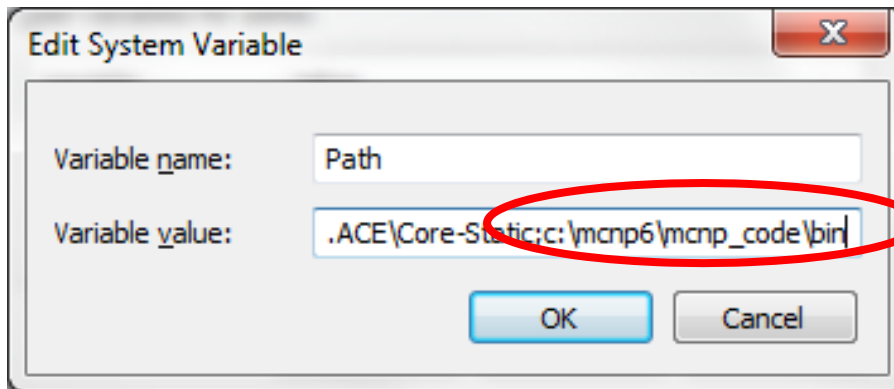 Edit System Variable
Variable name: Path
Variable value: .ACE\Core-Static;c:\mcnp6\mcnp_code\bin
OK Cancel